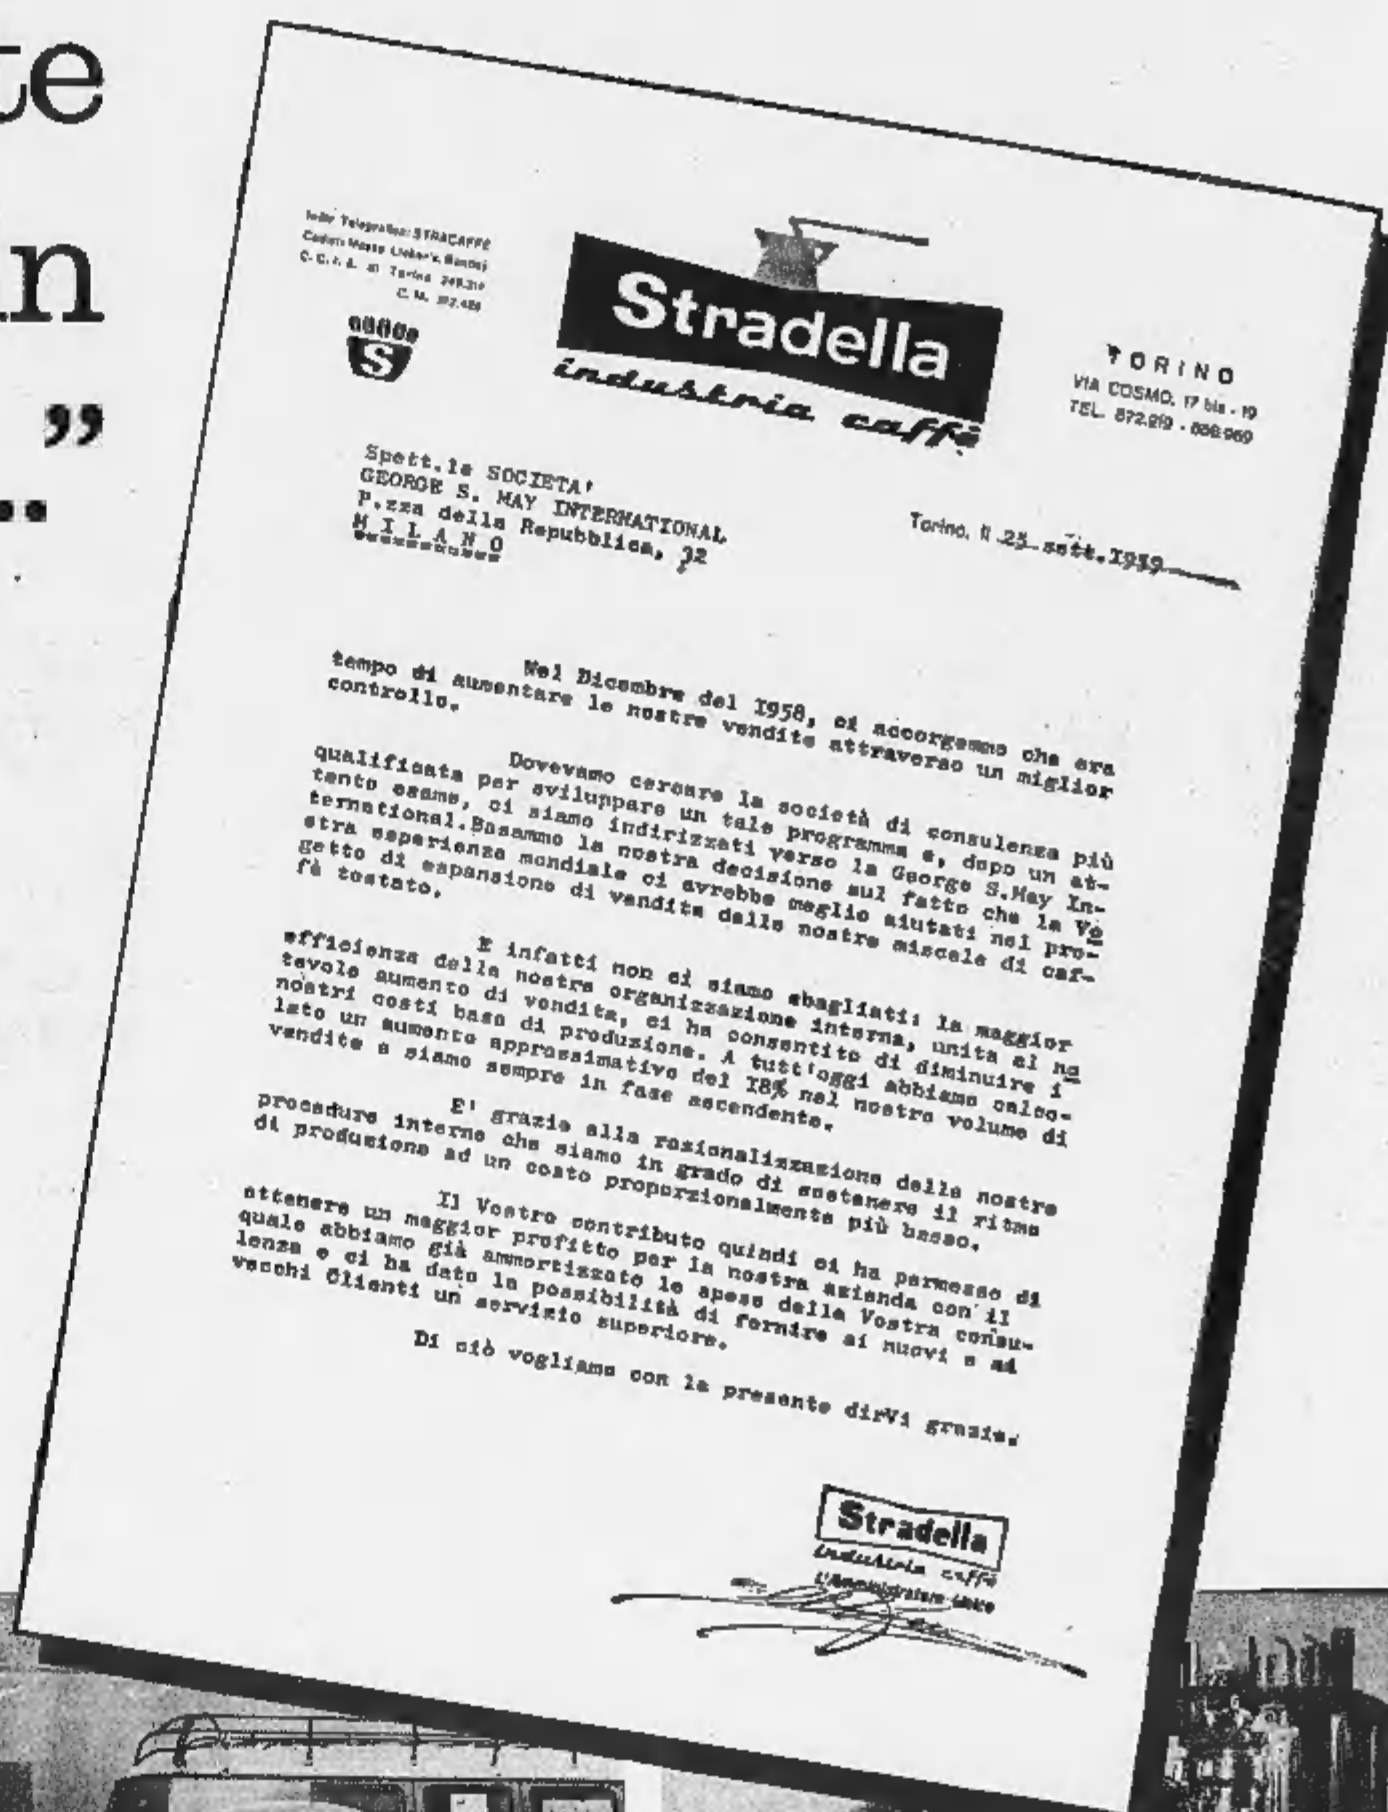 te
n
”
..
Indir. Telegrafico: STRACAFFÈ
C. C. I. A. di Torino
C. M.
S
Stradella
industria caffè
TORINO
VIA COSMO, 17 bis - 19
TEL. 872.219 -
Spett.le SOCIETA'
GEORGE S. MAY INTERNATIONAL
P.zza della Repubblica, 32
M I L A N O
Torino, li 25 sett.1959
Nel Dicembre del 1958, ci accorgemmo che era
tempo di aumentare le nostre vendite attraverso un miglior
controllo.
Dovevamo cercare la società di consulenza più
qualificata per sviluppare un tale programma e, dopo un at-
tento esame, ci siamo indirizzati verso la George S.May In-
ternational.Basammo la nostra decisione sul fatto che la Vo
stra esperienza mondiale ci avrebbe meglio aiutati nel pro-
getto di espansione di vendita delle nostre miscele di caf-
fè tostato.
E infatti non ci siamo sbagliati: la maggior
efficienza della nostra organizzazione interna, unita al no
tevole aumento di vendita, ci ha consentito di diminuire i
nostri costi base di produzione. A tutt'oggi abbiamo calco-
lato un aumento approssimativo del 18% nel nostro volume di
vendite e siamo sempre in fase ascendente.
E' grazie alla razionalizzazione delle nostre
procedure interne che siamo in grado di sostenere il ritmo
di produzione ad un costo proporzionalmente più basso.
Il Vostro contributo quindi ci ha permesso di
ottenere un maggior profitto per la nostra azienda con il
quale abbiamo già ammortizzato le spese della Vostra consu-
lenza e ci ha dato la possibilità di fornire ai nuovi e ai
vecchi Clienti un servizio superiore.
Di ciò vogliamo con la presente dirVi grazie.
Stradella
industria caffè
L'Amministratore Unico